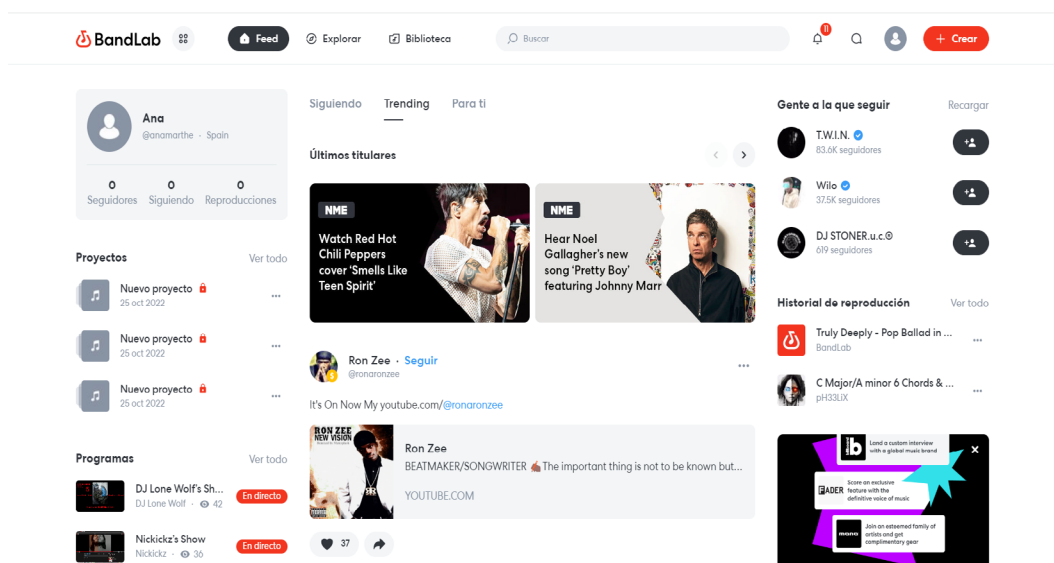 BandLab
Feed
Explorar
Biblioteca
Buscar
11
+ Crear
Ana
@anamarthe · Spain
0 0 0
Seguidores Siguiendo Reproducciones
Proyectos Ver todo
Nuevo proyecto
25 oct 2022
Nuevo proyecto
25 oct 2022
Nuevo proyecto
25 oct 2022
Programas Ver todo
DJ Lone Wolf's Sh...
DJ Lone Wolf · 42
En directo
Nickickz's Show
Nickickz · 36
En directo
Siguiendo Trending Para ti
Últimos titulares
NME
Watch Red Hot
Chili Peppers
cover 'Smells Like
Teen Spirit'
NME
Hear Noel
Gallagher's new
song 'Pretty Boy'
featuring Johnny Marr
Ron Zee · Seguir
@ronaronzee
It's On Now My youtube.com/@ronaronzee
RON ZEE
NEW VISION
Ron Zee
BEATMAKER/SONGWRITER The important thing is not to be known but...
YOUTUBE.COM
37
Gente a la que seguir Recargar
T.W.I.N.
83,6K seguidores
Wilo
37.5K seguidores
DJ STONER.u.c.®
619 seguidores
Historial de reproducción Ver todo
Truly Deeply - Pop Ballad in ...
BandLab
C Major/A minor 6 Chords & ...
pH33LiX
Land a custom interview
with a global music brand
FADER
Score an exclusive
feature with the
definitive voice of music
mono
Join an esteemed family of
artists and get
complimentary gear